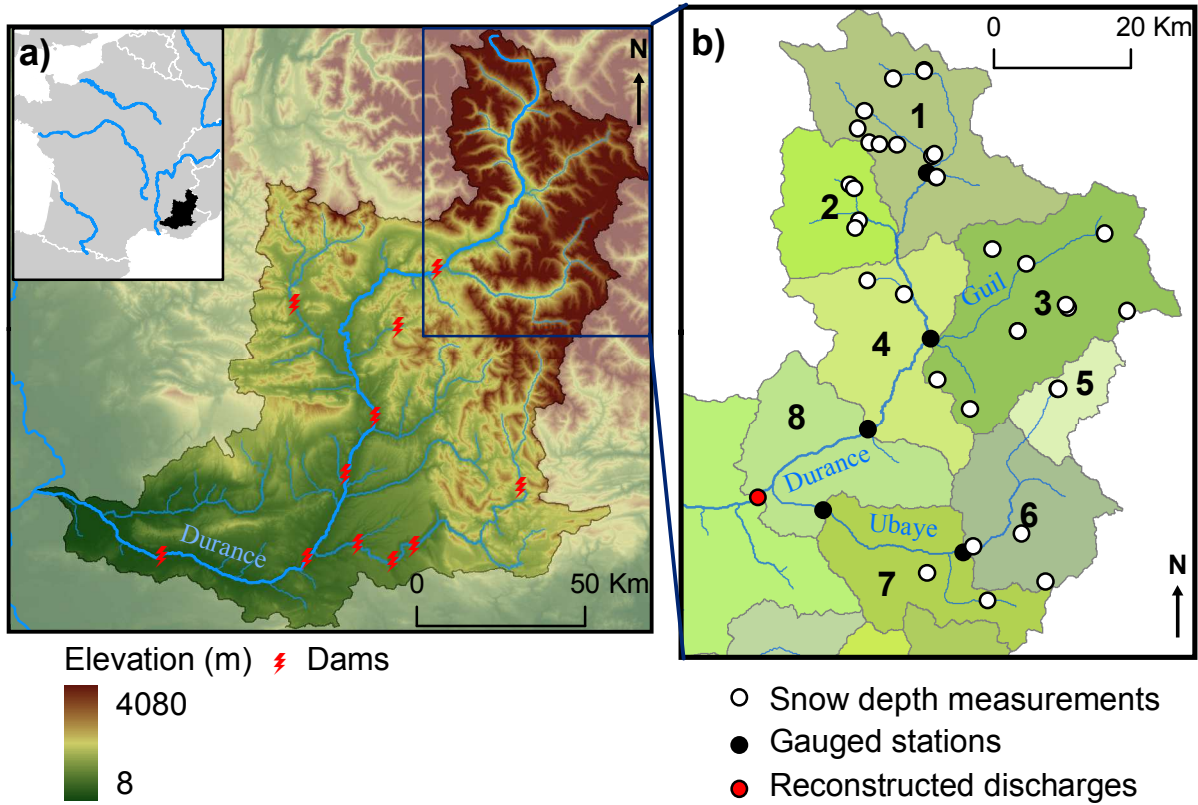 a)
N
Durance
0 50 Km
Elevation (m) Dams
4080
8
b)
0 20 Km
1
2
Guil
3
4
5
8
Durance
Ubaye
6
7
N
Snow depth measurements
Gauged stations
Reconstructed discharges